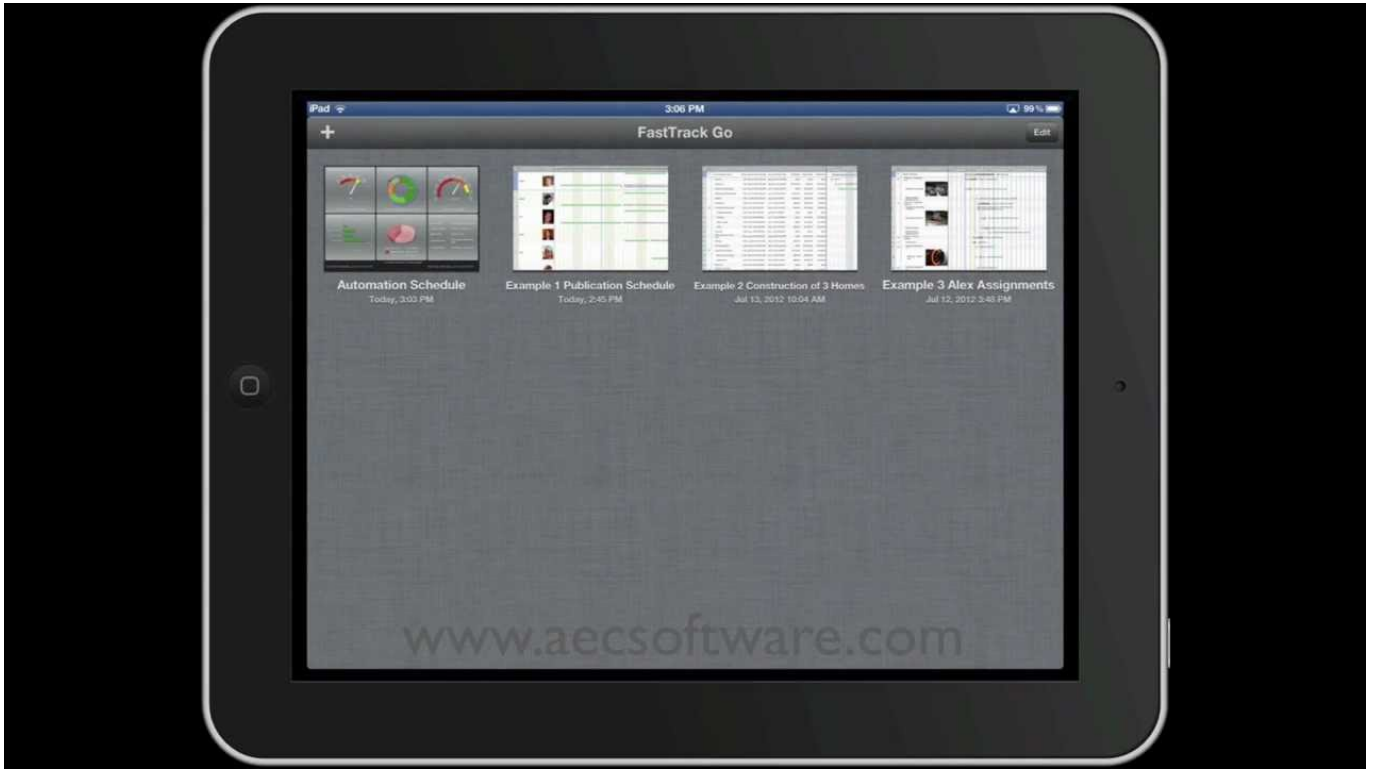 iPad
3:06 PM
99%
FastTrack Go
Edit
Automation Schedule
Today, 3:03 PM
Example 1 Publication Schedule
Today, 2:45 PM
Example 2 Construction of 3 Homes
Jul 13, 2012 10:04 AM
Example 3 Alex Assignments
Jul 12, 2012 3:48 PM
www.aecsoftware.com